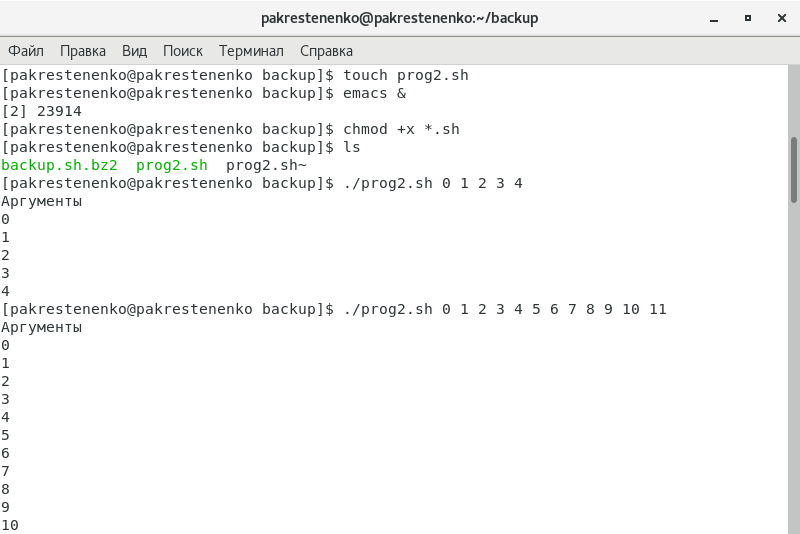 pakrestenenko@pakrestenenko:~/backup
Файл Правка Вид Поиск Терминал Справка
[pakrestenenko@pakrestenenko backup]$ touch prog2.sh
[pakrestenenko@pakrestenenko backup]$ emacs &
[2] 23914
[pakrestenenko@pakrestenenko backup]$ chmod +x *.sh
[pakrestenenko@pakrestenenko backup]$ ls
backup.sh.bz2  prog2.sh  prog2.sh~
[pakrestenenko@pakrestenenko backup]$ ./prog2.sh 0 1 2 3 4
Аргументы
0
1
2
3
4
[pakrestenenko@pakrestenenko backup]$ ./prog2.sh 0 1 2 3 4 5 6 7 8 9 10 11
Аргументы
0
1
2
3
4
5
6
7
8
9
10